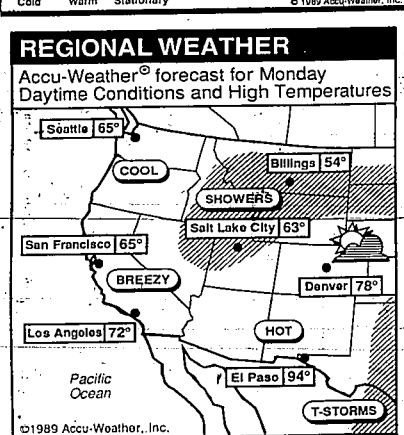 Cold Warm Stationary © 1989 Accu-Weather, Inc.
REGIONAL WEATHER
Accu-Weather® forecast for Monday
Daytime Conditions and High Temperatures
Seattle 65°
Billings 54°
COOL
SHOWERS
Salt Lake City 63°
San Francisco 65°
BREEZY
Denver 78°
Los Angeles 72°
HOT
Pacific
Ocean
El Paso 94°
T-STORMS
©1989 Accu-Weather, Inc.